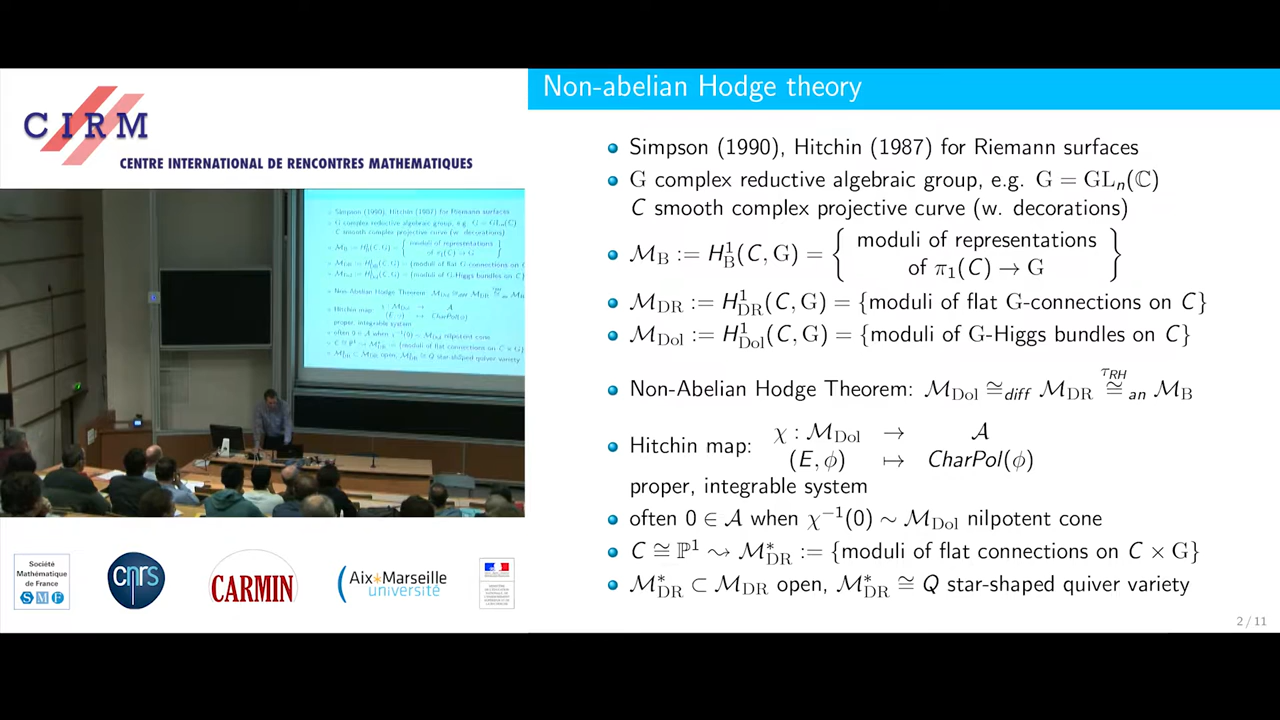 CIRM
CENTRE INTERNATIONAL DE RENCONTRES MATHEMATIQUES
Société
Mathématique
de France
S M F
cnrs
CARMIN
Aix*Marseille
université
Non-abelian Hodge theory
Simpson (1990), Hitchin (1987) for Riemann surfaces
G complex reductive algebraic group, e.g. G = GLₙ(ℂ)
C smooth complex projective curve (w. decorations)
ℳ_B := H¹_B(C, G) = { moduli of representations
of π₁(C) → G }
ℳ_DR := H¹_DR(C, G) = {moduli of flat G-connections on C}
ℳ_Dol := H¹_Dol(C, G) = {moduli of G-Higgs bundles on C}
Non-Abelian Hodge Theorem: ℳ_Dol ≅_diff ℳ_DR ≅^τ_RH_an ℳ_B
Hitchin map: χ : ℳ_Dol → 𝒜
(E, ϕ) ↦ CharPol(ϕ)
proper, integrable system
often 0 ∈ 𝒜 when χ⁻¹(0) ∼ ℳ_Dol nilpotent cone
C ≅ ℙ¹ ⇝ ℳ*_DR := {moduli of flat connections on C × G}
ℳ*_DR ⊂ ℳ_DR open, ℳ*_DR ≅ Q star-shaped quiver variety
2 / 11